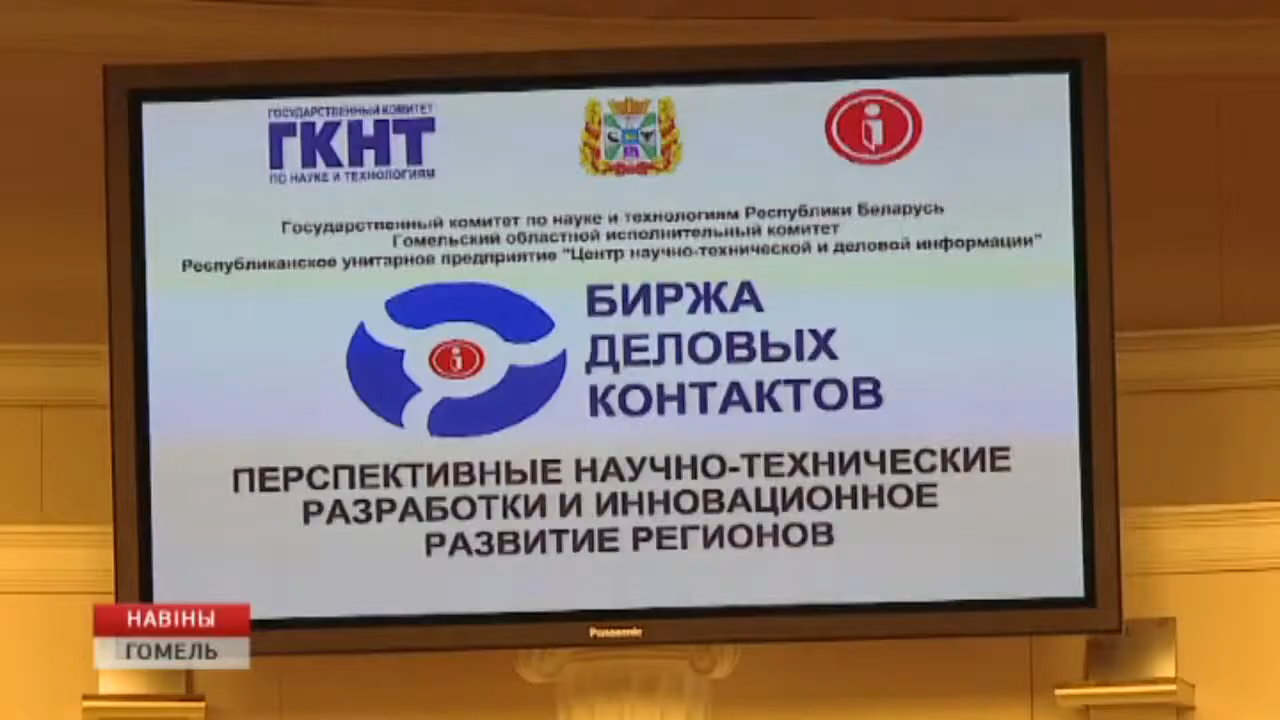 ГОСУДАРСТВЕННЫЙ КОМИТЕТ
ГКНТ
ПО НАУКЕ И ТЕХНОЛОГИЯМ
i
Государственный комитет по науке и технологиям Республики Беларусь
Гомельский областной исполнительный комитет
Республиканское унитарное предприятие "Центр научно-технической и деловой информации"
i
БИРЖА
ДЕЛОВЫХ
КОНТАКТОВ
ПЕРСПЕКТИВНЫЕ НАУЧНО-ТЕХНИЧЕСКИЕ
РАЗРАБОТКИ И ИННОВАЦИОННОЕ
РАЗВИТИЕ РЕГИОНОВ
Panasonic
НАВІНЫ
ГОМЕЛЬ